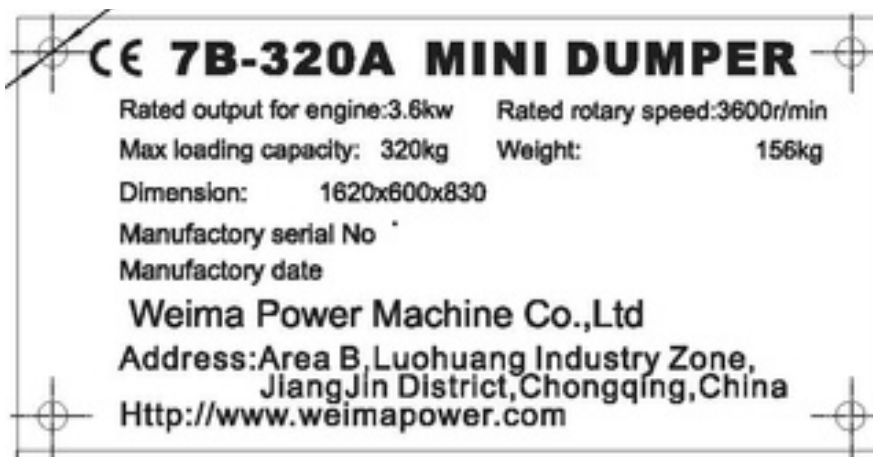 CE 7B-320A MINI DUMPER
Rated output for engine:3.6kw Rated rotary speed:3600r/min
Max loading capacity: 320kg Weight: 156kg
Dimension: 1620x600x830
Manufactory serial No
Manufactory date
Weima Power Machine Co.,Ltd
Address:Area B,Luohuang Industry Zone,
JiangJin District,Chongqing,China
Http://www.weimapower.com